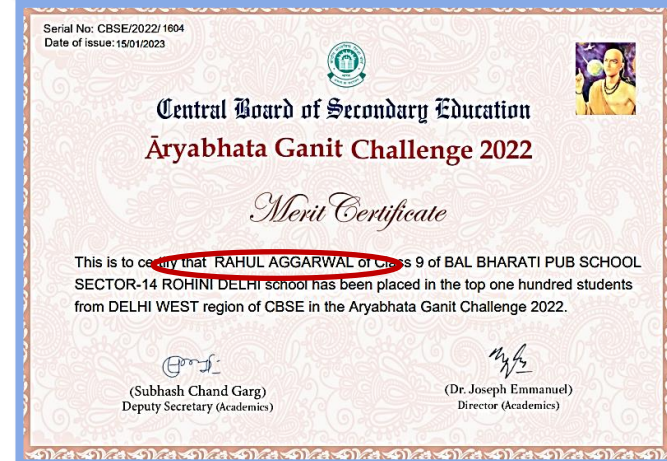 Serial No: CBSE/2022/ 1604
Date of issue: 15/01/2023
Central Board of Secondary Education
Āryabhata Ganit Challenge 2022
Merit Certificate
This is to certify that RAHUL AGGARWAL of Class 9 of BAL BHARATI PUB SCHOOL
SECTOR-14 ROHINI DELHI school has been placed in the top one hundred students
from DELHI WEST region of CBSE in the Aryabhata Ganit Challenge 2022.
(Subhash Chand Garg)
Deputy Secretary (Academics)
(Dr. Joseph Emmanuel)
Director (Academics)